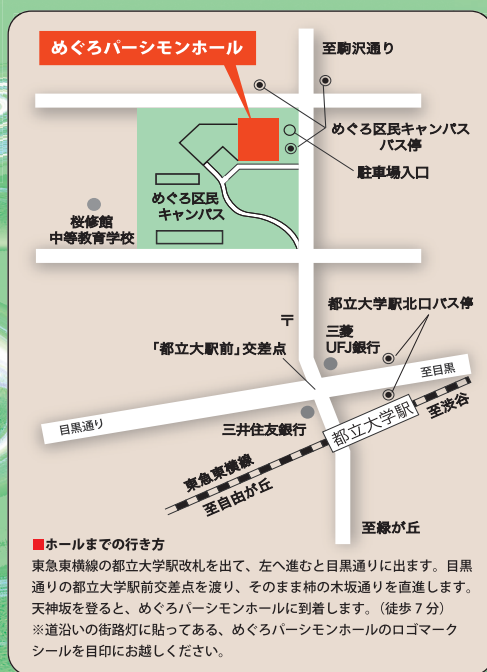 めぐろパーシモンホール
至駒沢通り
めぐろ区民キャンパス
バス停
駐車場入口
めぐろ区民
キャンパス
桜修館
中等教育学校
都立大学駅北口バス停
〒
三菱
UFJ銀行
「都立大駅前」交差点
至目黒
目黒通り
三井住友銀行
都立大学駅
至渋谷
東急東横線
至自由が丘
至緑が丘
■ホールまでの行き方
東急東横線の都立大学駅改札を出て、左へ進むと目黒通りに出ます。目黒
通りの都立大学駅前交差点を渡り、そのまま柿の木坂通りを直進します。
天神坂を登ると、めぐろパーシモンホールに到着します。（徒歩 7 分）
※道沿いの街路灯に貼ってある、めぐろパーシモンホールのロゴマーク
シールを目印にお越しください。